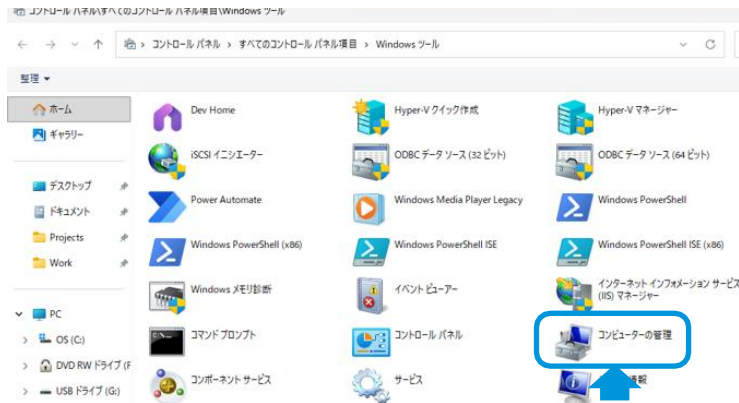 コントロール パネル\すべてのコントロール パネル項目\Windows ツール
コントロール パネル › すべてのコントロール パネル項目 › Windows ツール
整理
ホーム
ギャラリー
デスクトップ
ドキュメント
Projects
Work
PC
OS (C:)
DVD RW ドライブ (F
USB ドライブ (G:)
Dev Home
Hyper-V クイック作成
Hyper-V マネージャー
iSCSI イニシエーター
ODBC データ ソース (32 ビット)
ODBC データ ソース (64 ビット)
Power Automate
Windows Media Player Legacy
Windows PowerShell
Windows PowerShell (x86)
Windows PowerShell ISE
Windows PowerShell ISE (x86)
Windows メモリ診断
イベント ビューアー
インターネット インフォメーション サービス
(IIS) マネージャー
コマンド プロンプト
コントロール パネル
コンピューターの管理
コンポーネント サービス
サービス
情報